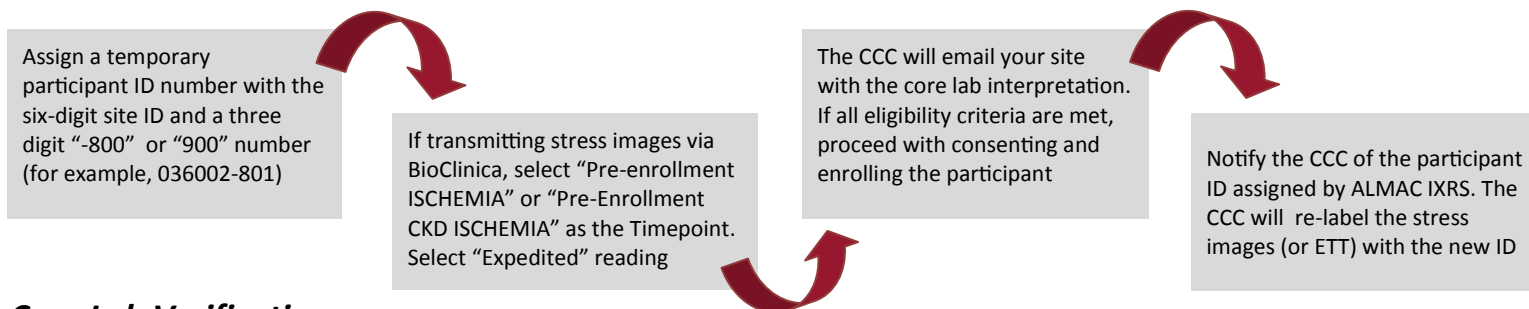 Assign a temporary
participant ID number with the
six-digit site ID and a three
digit “-800” or “900” number
(for example, 036002-801)
If transmitting stress images via
BioClinica, select “Pre-enrollment
ISCHEMIA” or “Pre-Enrollment
CKD ISCHEMIA” as the Timepoint.
Select “Expedited” reading
The CCC will email your site
with the core lab interpretation.
If all eligibility criteria are met,
proceed with consenting and
enrolling the participant
Notify the CCC of the participant
ID assigned by ALMAC IXRS. The
CCC will re-label the stress
images (or ETT) with the new ID